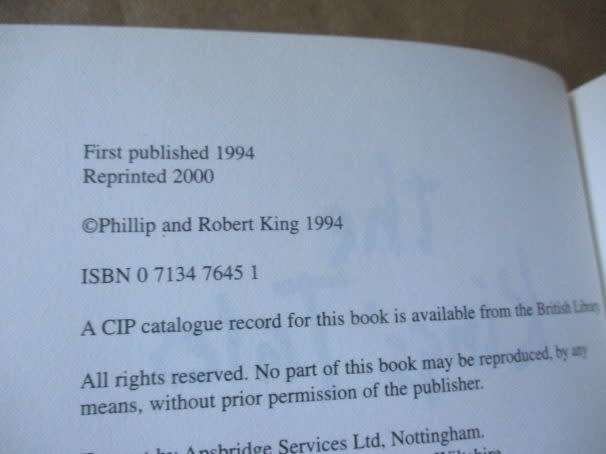 First published 1994
Reprinted 2000
©Phillip and Robert King 1994
ISBN 0 7134 7645 1
A CIP catalogue record for this book is available from the British Library
All rights reserved. No part of this book may be reproduced, by any
means, without prior permission of the publisher.
by Ansbridge Services Ltd, Nottingham.